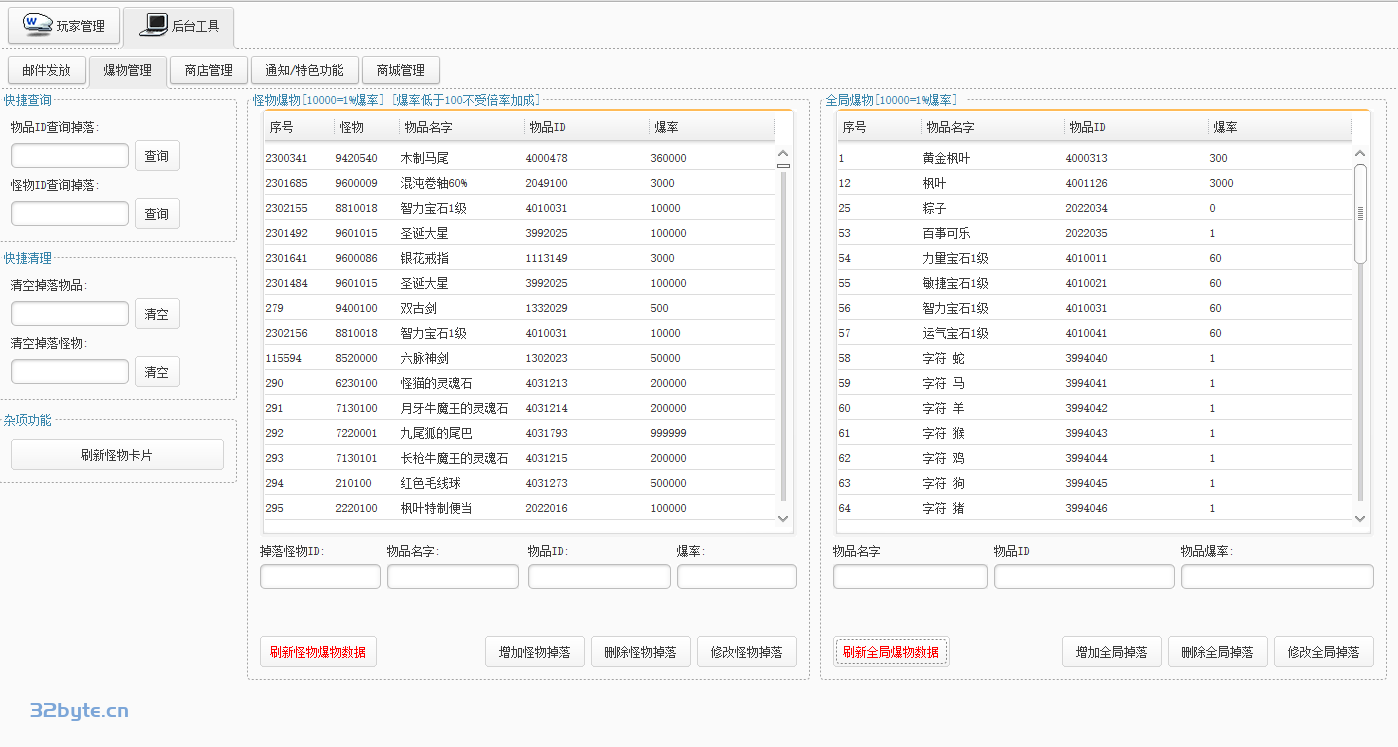 玩家管理 后台工具
邮件发放 爆物管理 商店管理 通知/特色功能 商城管理
快捷查询
物品ID查询掉落:
查询
怪物ID查询掉落:
查询
快捷清理
清空掉落物品:
清空
清空掉落怪物:
清空
杂项功能
刷新怪物卡片
怪物爆物[10000=1%爆率] [爆率低于100不受倍率加成]
序号 怪物 物品名字 物品ID 爆率
2300341 9420540 木制马尾 4000478 360000
2301685 9600009 混沌卷轴60% 2049100 3000
2302155 8810018 智力宝石1级 4010031 10000
2301492 9601015 圣诞大星 3992025 100000
2301641 9600086 银花戒指 1113149 3000
2301484 9601015 圣诞大星 3992025 100000
279 9400100 双古剑 1332029 500
2302156 8810018 智力宝石1级 4010031 10000
115594 8520000 六脉神剑 1302023 50000
290 6230100 怪猫的灵魂石 4031213 200000
291 7130100 月牙牛魔王的灵魂石 4031214 200000
292 7220001 九尾狐的尾巴 4031793 999999
293 7130101 长枪牛魔王的灵魂石 4031215 200000
294 210100 红色毛线球 4031273 500000
295 2220100 枫叶特制便当 2022016 100000
掉落怪物ID: 物品名字: 物品ID: 爆率:
刷新怪物爆物数据 增加怪物掉落 删除怪物掉落 修改怪物掉落
全局爆物[10000=1%爆率]
序号 物品名字 物品ID 爆率
1 黄金枫叶 4000313 300
12 枫叶 4001126 3000
25 粽子 2022034 0
53 百事可乐 2022035 1
54 力量宝石1级 4010011 60
55 敏捷宝石1级 4010021 60
56 智力宝石1级 4010031 60
57 运气宝石1级 4010041 60
58 字符 蛇 3994040 1
59 字符 马 3994041 1
60 字符 羊 3994042 1
61 字符 猴 3994043 1
62 字符 鸡 3994044 1
63 字符 狗 3994045 1
64 字符 猪 3994046 1
物品名字 物品ID 物品爆率:
刷新全局爆物数据 增加全局掉落 删除全局掉落 修改全局掉落
32byte.cn